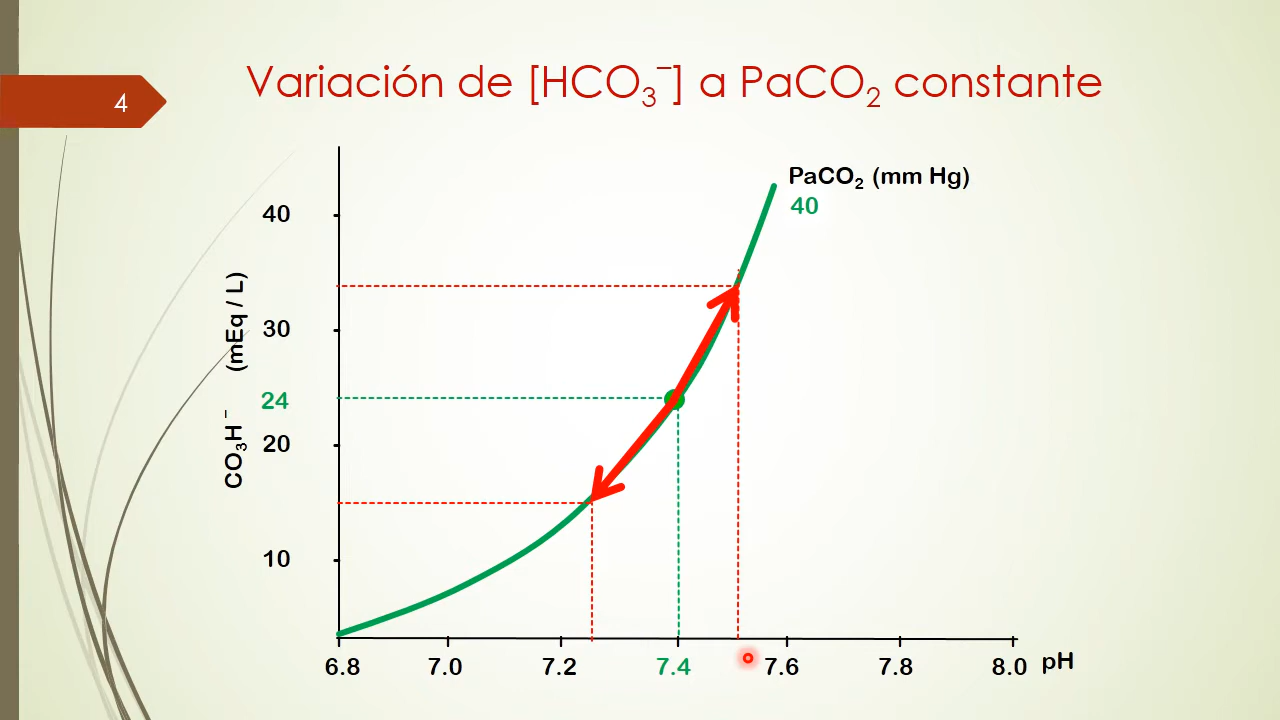 4
Variación de [HCO₃⁻] a PaCO₂ constante
PaCO₂ (mm Hg)
40
CO₃H⁻ (mEq / L)
40
30
24
20
10
6.8 7.0 7.2 7.4 7.6 7.8 8.0 pH